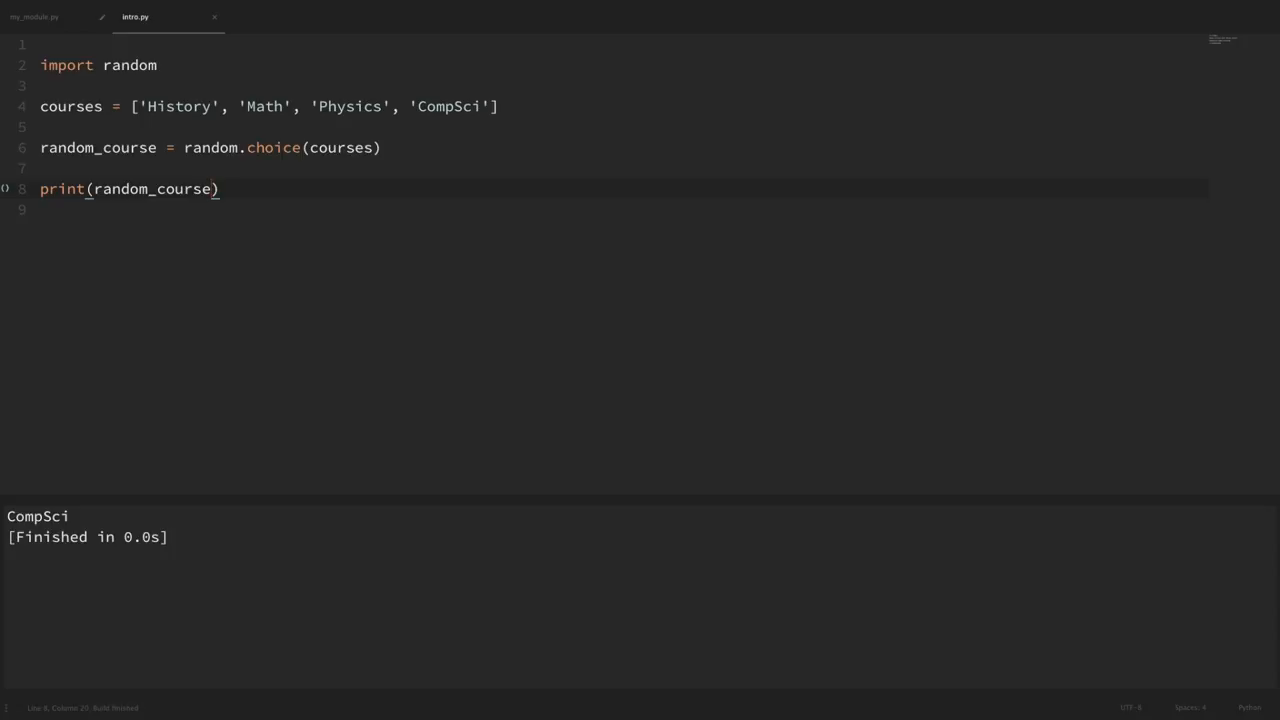 my_module.py intro.py ×
1
2 import random
3
4 courses = ['History', 'Math', 'Physics', 'CompSci']
5
6 random_course = random.choice(courses)
7
() 8 print(random_course)
9
CompSci
[Finished in 0.0s]
Line 8, Column 20 Build finished UTF-8 Spaces: 4 Python